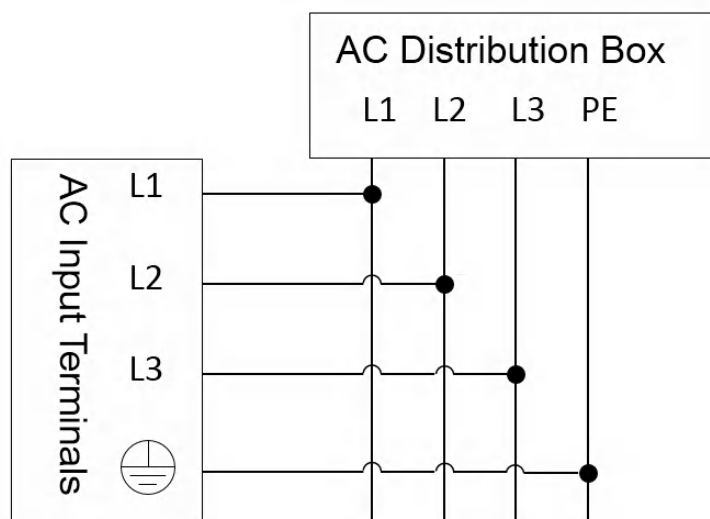 AC Distribution Box
L1 L2 L3 PE
AC Input Terminals
L1
L2
L3